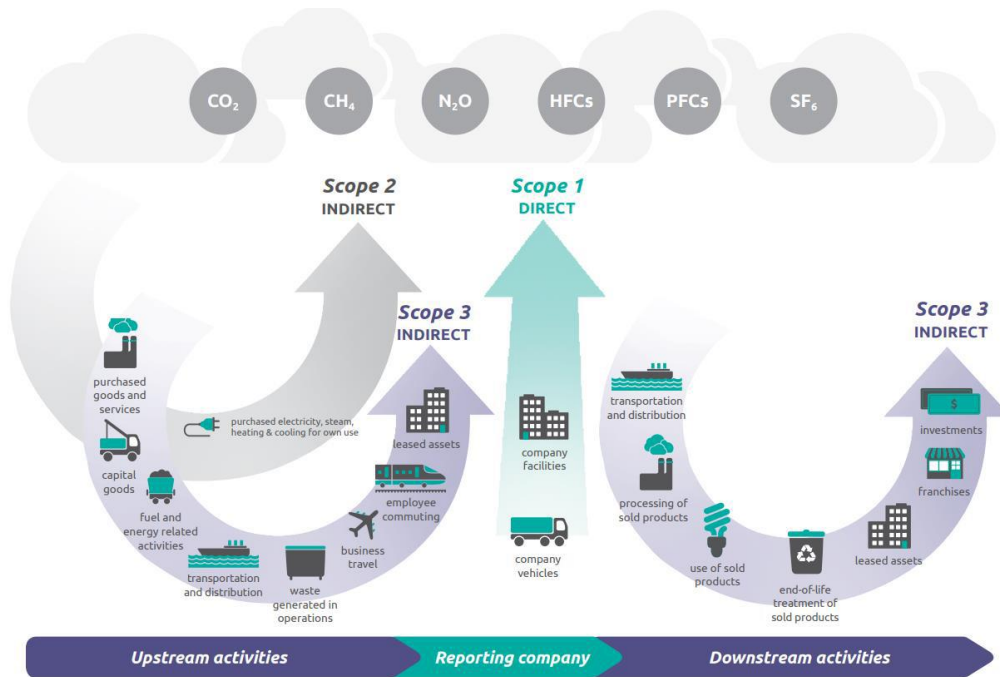 CO₂
CH₄
N₂O
HFCs
PFCs
SF₆
Scope 2
INDIRECT
Scope 1
DIRECT
Scope 3
INDIRECT
Scope 3
INDIRECT
purchased
goods and
services
capital
goods
fuel and
energy related
activities
purchased electricity, steam,
heating & cooling for own use
transportation
and distribution
waste
generated in
operations
business
travel
employee
commuting
leased assets
company
facilities
company
vehicles
transportation
and distribution
processing of
sold products
use of sold
products
end-of-life
treatment of
sold products
leased assets
franchises
$
investments
Upstream activities
Reporting company
Downstream activities